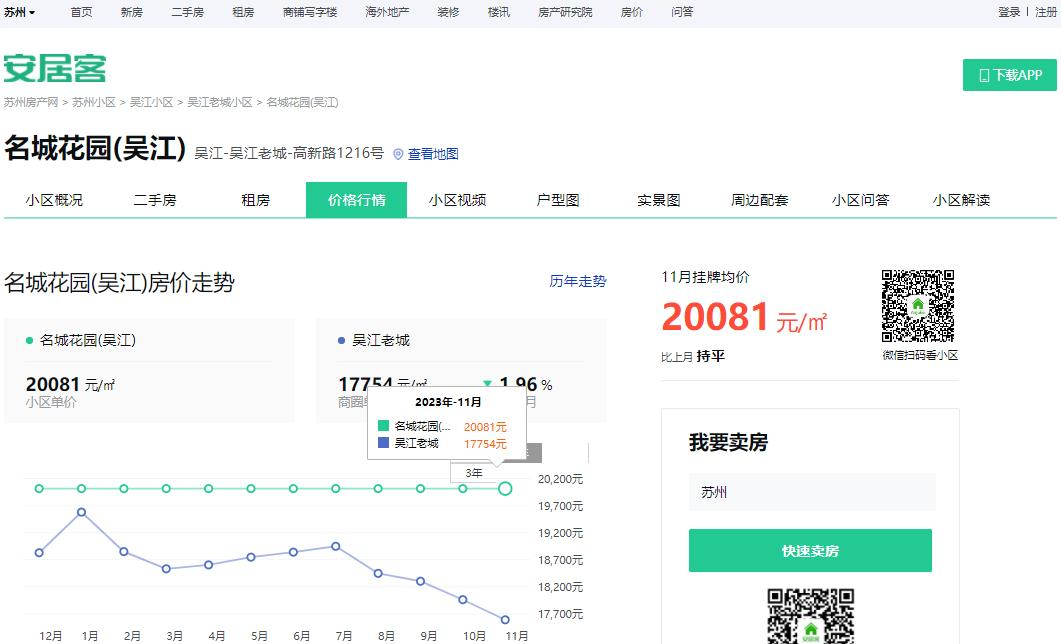 苏州 首页 新房 二手房 租房 商铺写字楼 海外地产 装修 楼讯 房产研究院 房价 问答 登录 注册
安居客
下载APP
苏州房产网 > 苏州小区 > 吴江小区 > 吴江老城小区 > 名城花园(吴江)
名城花园(吴江) 吴江-吴江老城-高新路1216号 查看地图
小区概况 二手房 租房 价格行情 小区视频 户型图 实景图 周边配套 小区问答 小区解读
名城花园(吴江)房价走势 历年走势
名城花园(吴江)
20081 元/㎡
小区单价
吴江老城
17754 元/㎡ 1.96 %
商圈 月
2023年-11月
名城花园(... 20081元
吴江老城 17754元
3年
20,200元
19,700元
19,200元
18,700元
18,200元
17,700元
12月 1月 2月 3月 4月 5月 6月 7月 8月 9月 10月 11月
11月挂牌均价
20081 元/㎡
比上月 持平
微信扫码看小区
我要卖房
苏州
快速卖房